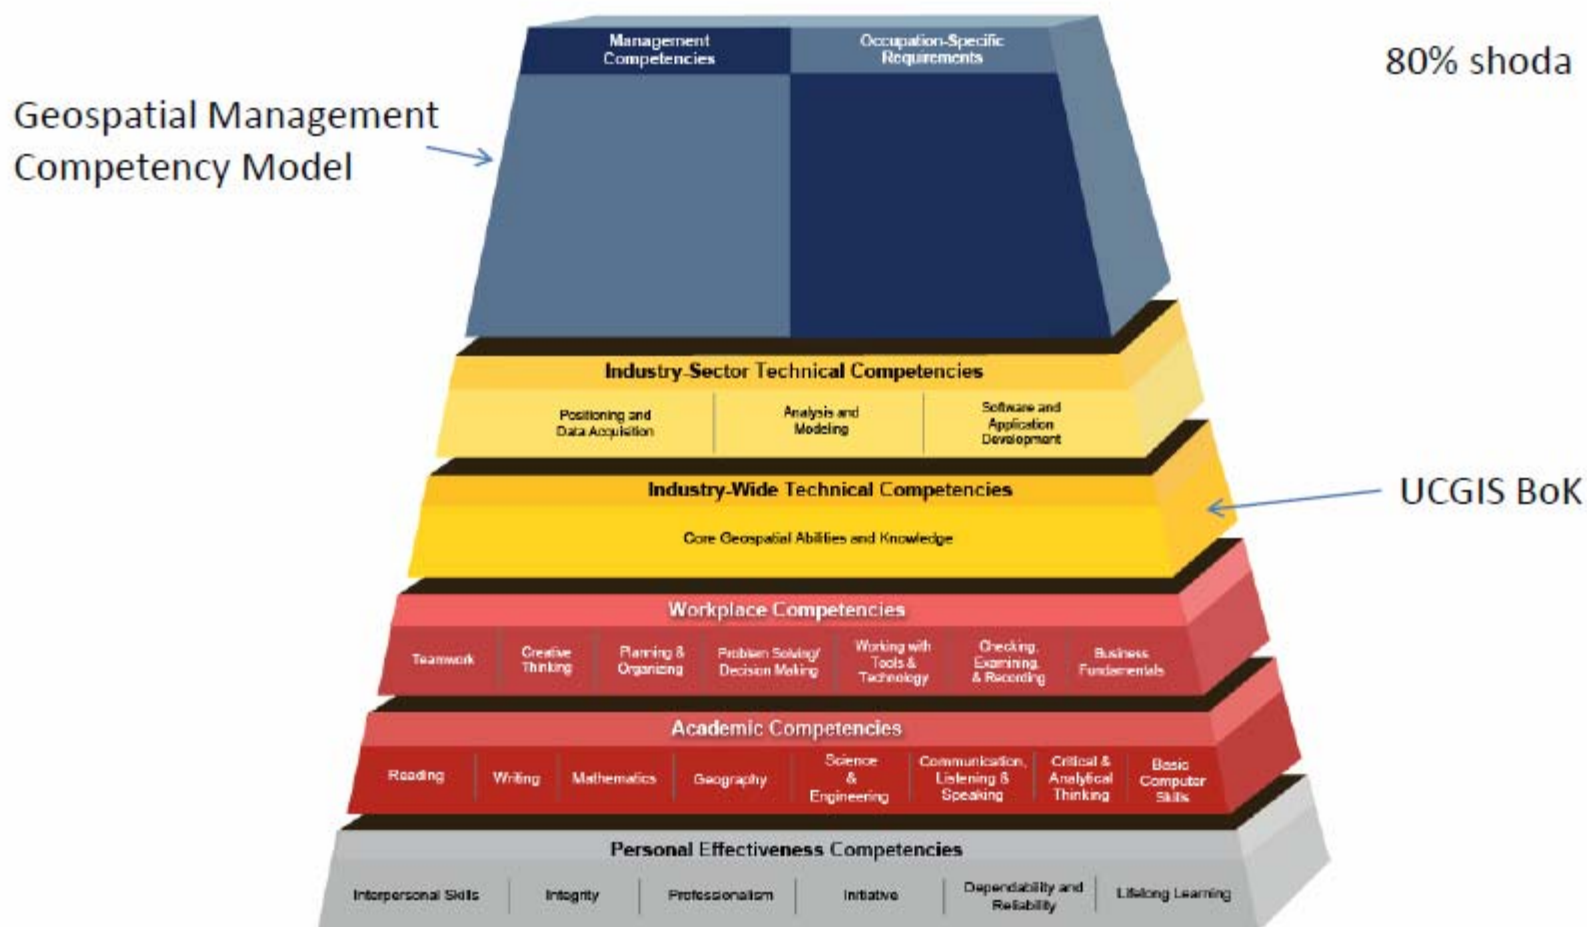 Management
Competencies
Occupation-Specific
Requirements
80% shoda
Geospatial Management
Competency Model
Industry-Sector Technical Competencies
Positioning and
Data Acquisition
Analysis and
Modeling
Software and
Application
Development
Industry-Wide Technical Competencies
UCGIS BoK
Core Geospatial Abilities and Knowledge
Workplace Competencies
Teamwork
Creative
Thinking
Planning &
Organizing
Problem Solving/
Decision Making
Working with
Tools &
Technology
Checking,
Examining,
& Recording
Business
Fundamentals
Academic Competencies
Reading
Writing
Mathematics
Geography
Science
&
Engineering
Communication,
Listening &
Speaking
Critical &
Analytical
Thinking
Basic
Computer
Skills
Personal Effectiveness Competencies
Interpersonal Skills
Integrity
Professionalism
Initiative
Dependability and
Reliability
Lifelong Learning